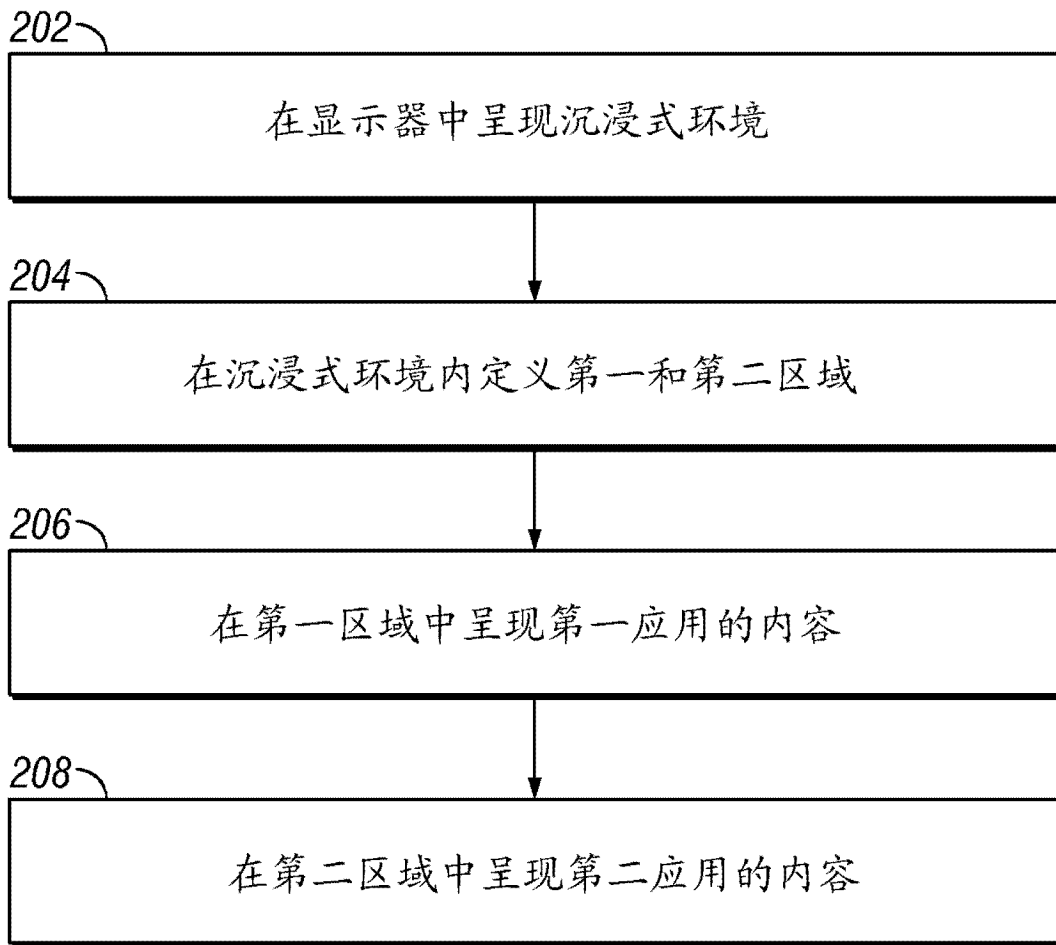 202
在显示器中呈现沉浸式环境
204
在沉浸式环境内定义第一和第二区域
206
在第一区域中呈现第一应用的内容
208
在第二区域中呈现第二应用的内容